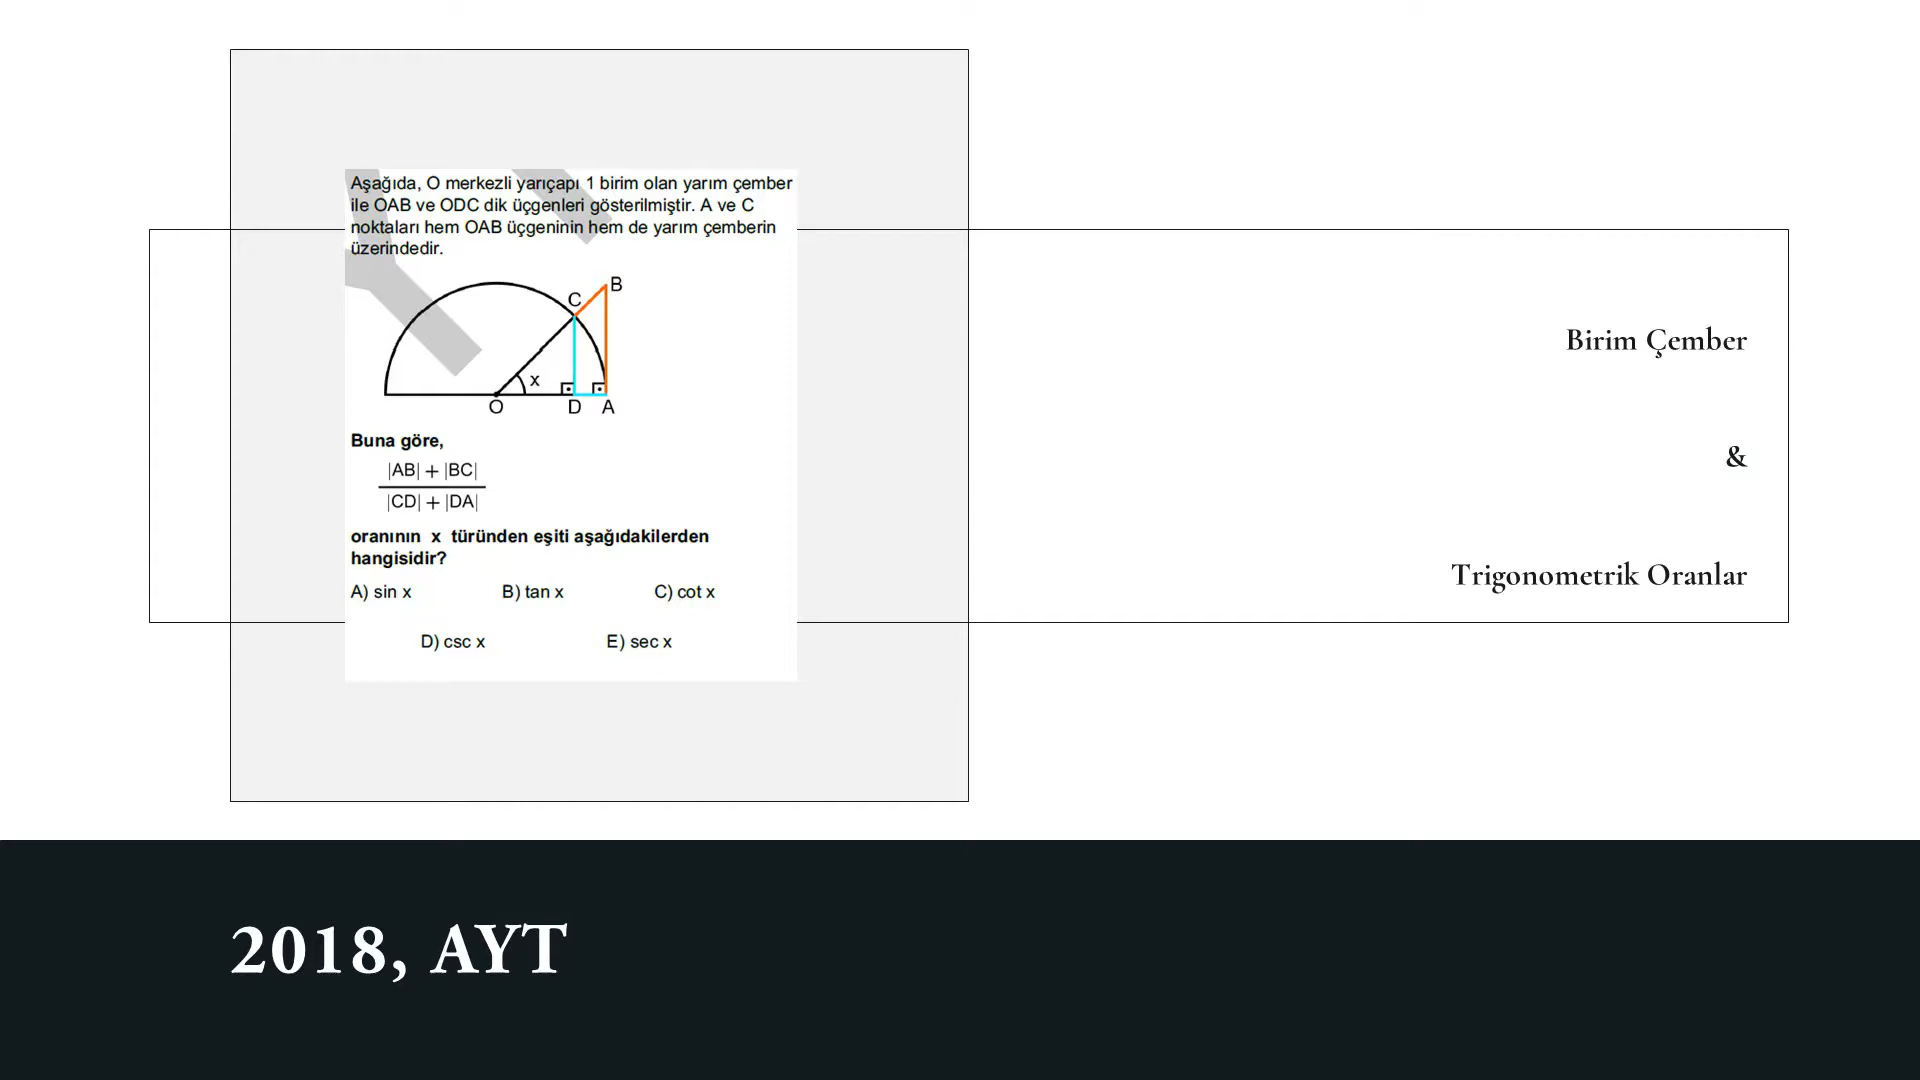 Aşağıda, O merkezli yarıçapı 1 birim olan yarım çember
ile OAB ve ODC dik üçgenleri gösterilmiştir. A ve C
noktaları hem OAB üçgeninin hem de yarım çemberin
üzerindedir.
B
C
x
O
D
A
Buna göre,
|AB| + |BC|
|CD| + |DA|
oranının x türünden eşiti aşağıdakilerden
hangisidir?
A) sin x
B) tan x
C) cot x
D) csc x
E) sec x
Birim Çember
&
Trigonometrik Oranlar
2018, AYT